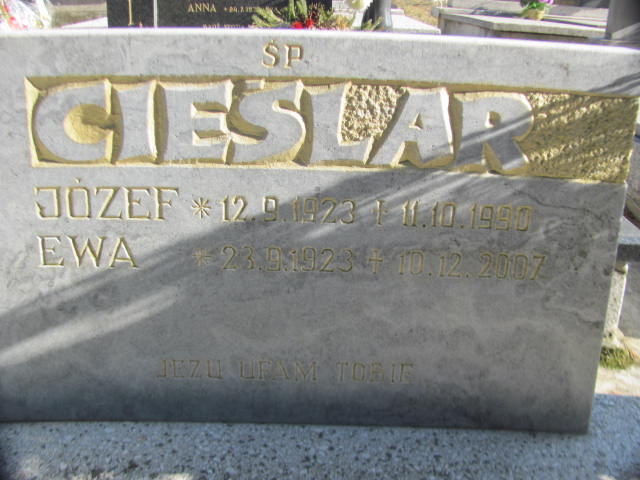 ANNA
ŚP
CIEŚLAR
JÓZEF * 12.9.1923 † 11.10.1990
EWA * 23.9.1923 † 10.12.2007
JEZU UFAM TOBIE